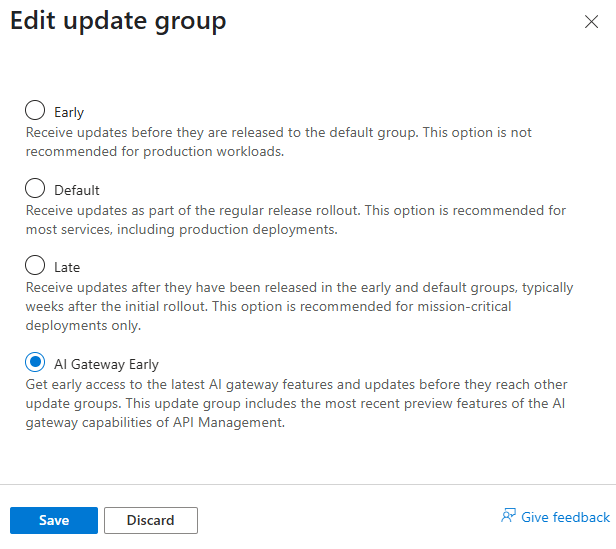 Edit update group
Early
Receive updates before they are released to the default group. This option is not
recommended for production workloads.
Default
Receive updates as part of the regular release rollout. This option is recommended for
most services, including production deployments.
Late
Receive updates after they have been released in the early and default groups, typically
weeks after the initial rollout. This option is recommended for mission-critical
deployments only.
AI Gateway Early
Get early access to the latest AI gateway features and updates before they reach other
update groups. This update group includes the most recent preview features of the AI
gateway capabilities of API Management.
Save
Discard
Give feedback